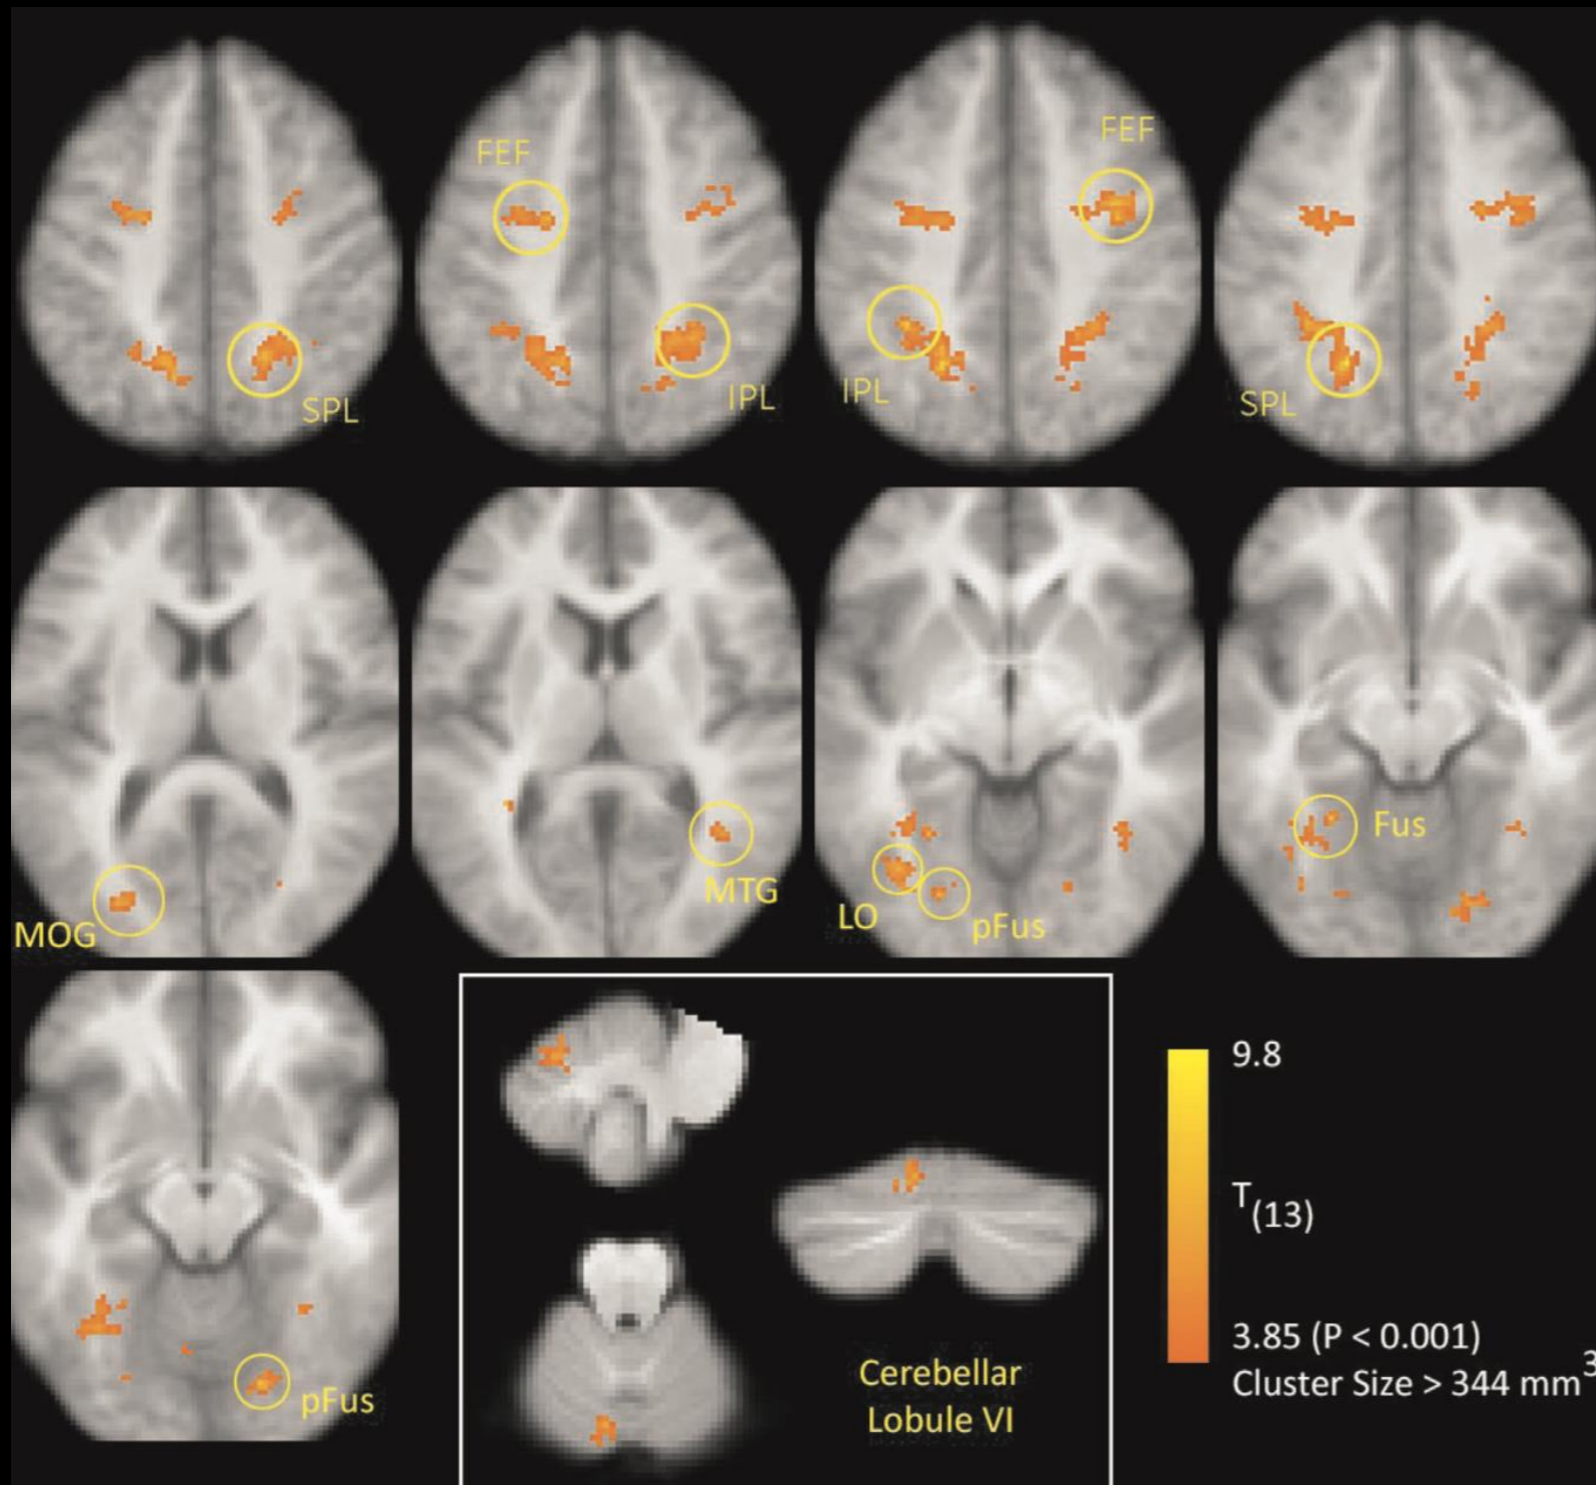 FEF
FEF
SPL
IPL
IPL
SPL
MOG
MTG
LO
pFus
Fus
pFus
Cerebellar
Lobule VI
9.8
T(13)
3.85 (P < 0.001)
Cluster Size > 344 mm³